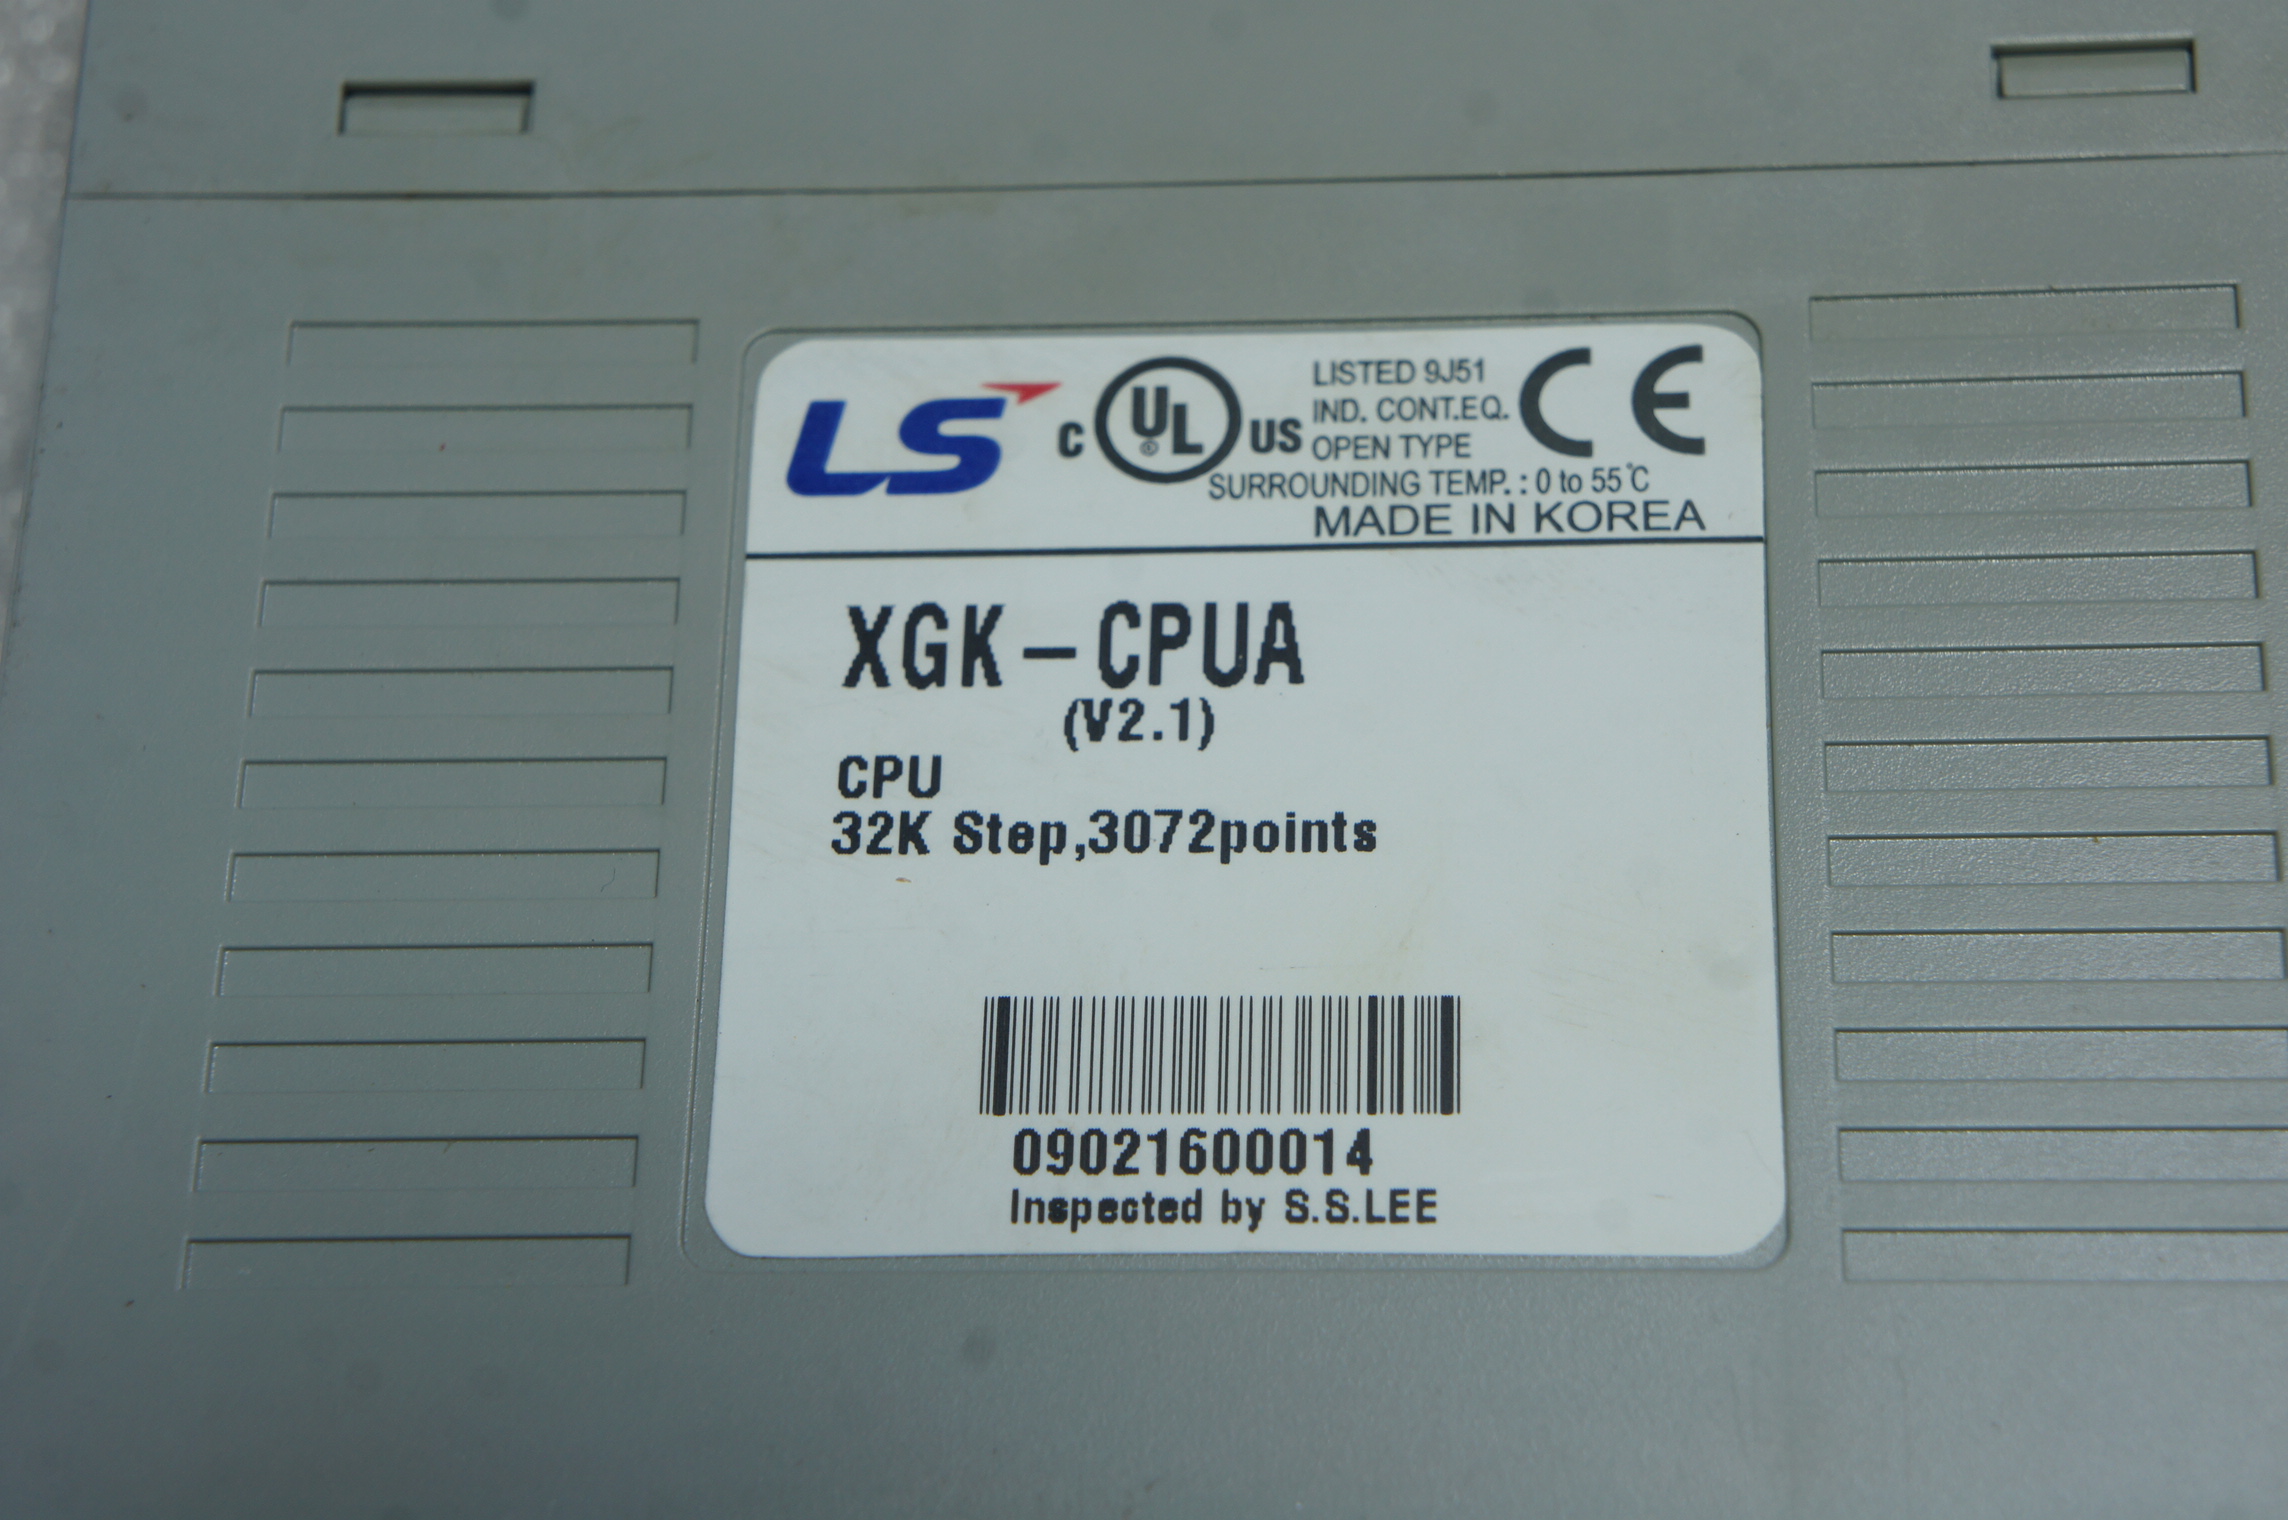 LS
C UL® US
LISTED 9J51
IND. CONT.EQ.
OPEN TYPE
CE
SURROUNDING TEMP. : 0 to 55℃
MADE IN KOREA
XGK-CPUA
(V2.1)
CPU
32K Step,3072points
09021600014
Inspected by S.S.LEE